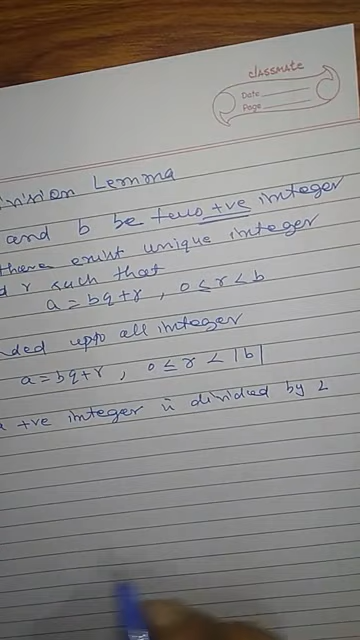 classmate
Date
Page
Division Lemma
and b be two +ve integer
there exist unique integer
d r such that
a = bq + r , 0 ≤ r < b
nded upto all integer
a = bq + r , 0 ≤ r < |b|
a +ve integer is divided by 2